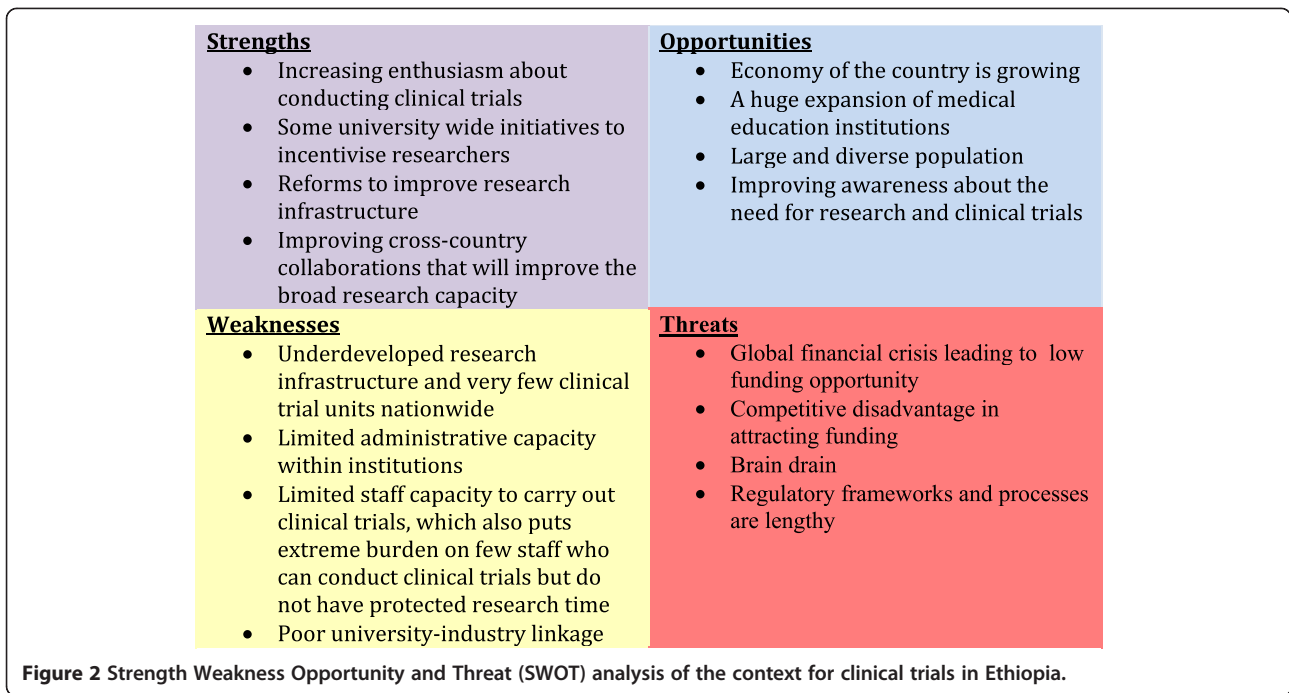 Strengths
• Increasing enthusiasm about
conducting clinical trials
• Some university wide initiatives to
incentivise researchers
• Reforms to improve research
infrastructure
• Improving cross-country
collaborations that will improve the
broad research capacity
Opportunities
• Economy of the country is growing
• A huge expansion of medical
education institutions
• Large and diverse population
• Improving awareness about the
need for research and clinical trials
Weaknesses
• Underdeveloped research
infrastructure and very few clinical
trial units nationwide
• Limited administrative capacity
within institutions
• Limited staff capacity to carry out
clinical trials, which also puts
extreme burden on few staff who
can conduct clinical trials but do
not have protected research time
• Poor university-industry linkage
Threats
• Global financial crisis leading to low
funding opportunity
• Competitive disadvantage in
attracting funding
• Brain drain
• Regulatory frameworks and processes
are lengthy
Figure 2 Strength Weakness Opportunity and Threat (SWOT) analysis of the context for clinical trials in Ethiopia.